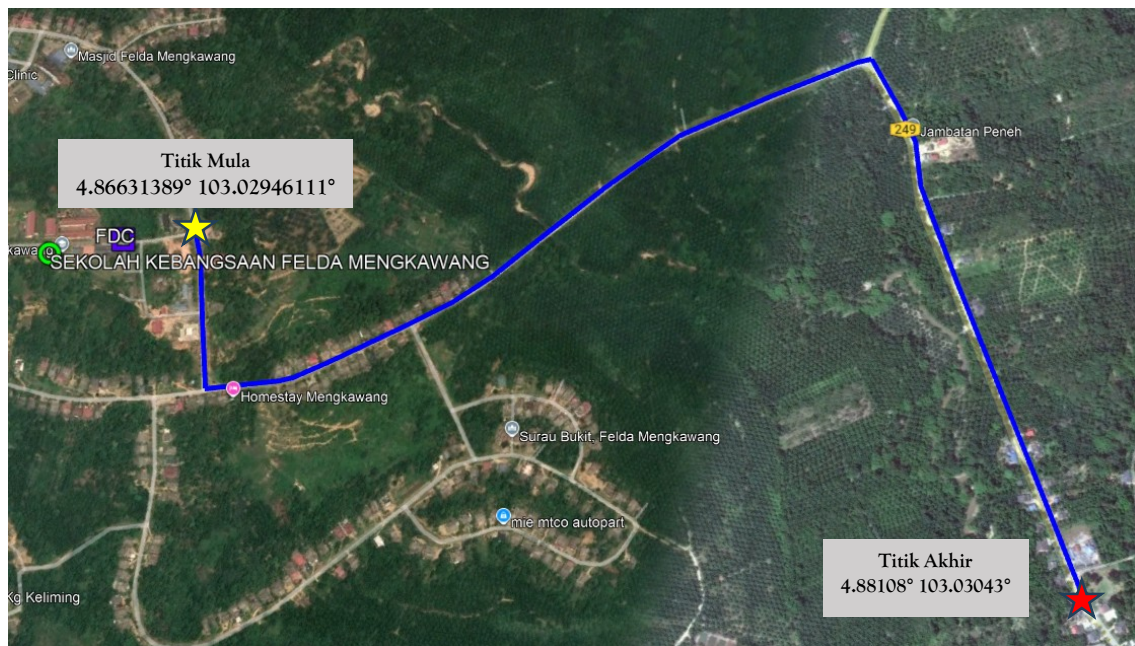 Masjid Felda Mengkawang
Clinic
249
Jambatan Peneh
Titik Mula
4.86631389° 103.02946111°
FDC
SEKOLAH KEBANGSAAN FELDA MENGKAWANG
Homestay Mengkawang
Surau Bukit, Felda Mengkawang
mie mtco autopart
Titik Akhir
4.88108° 103.03043°
Kg Keliming